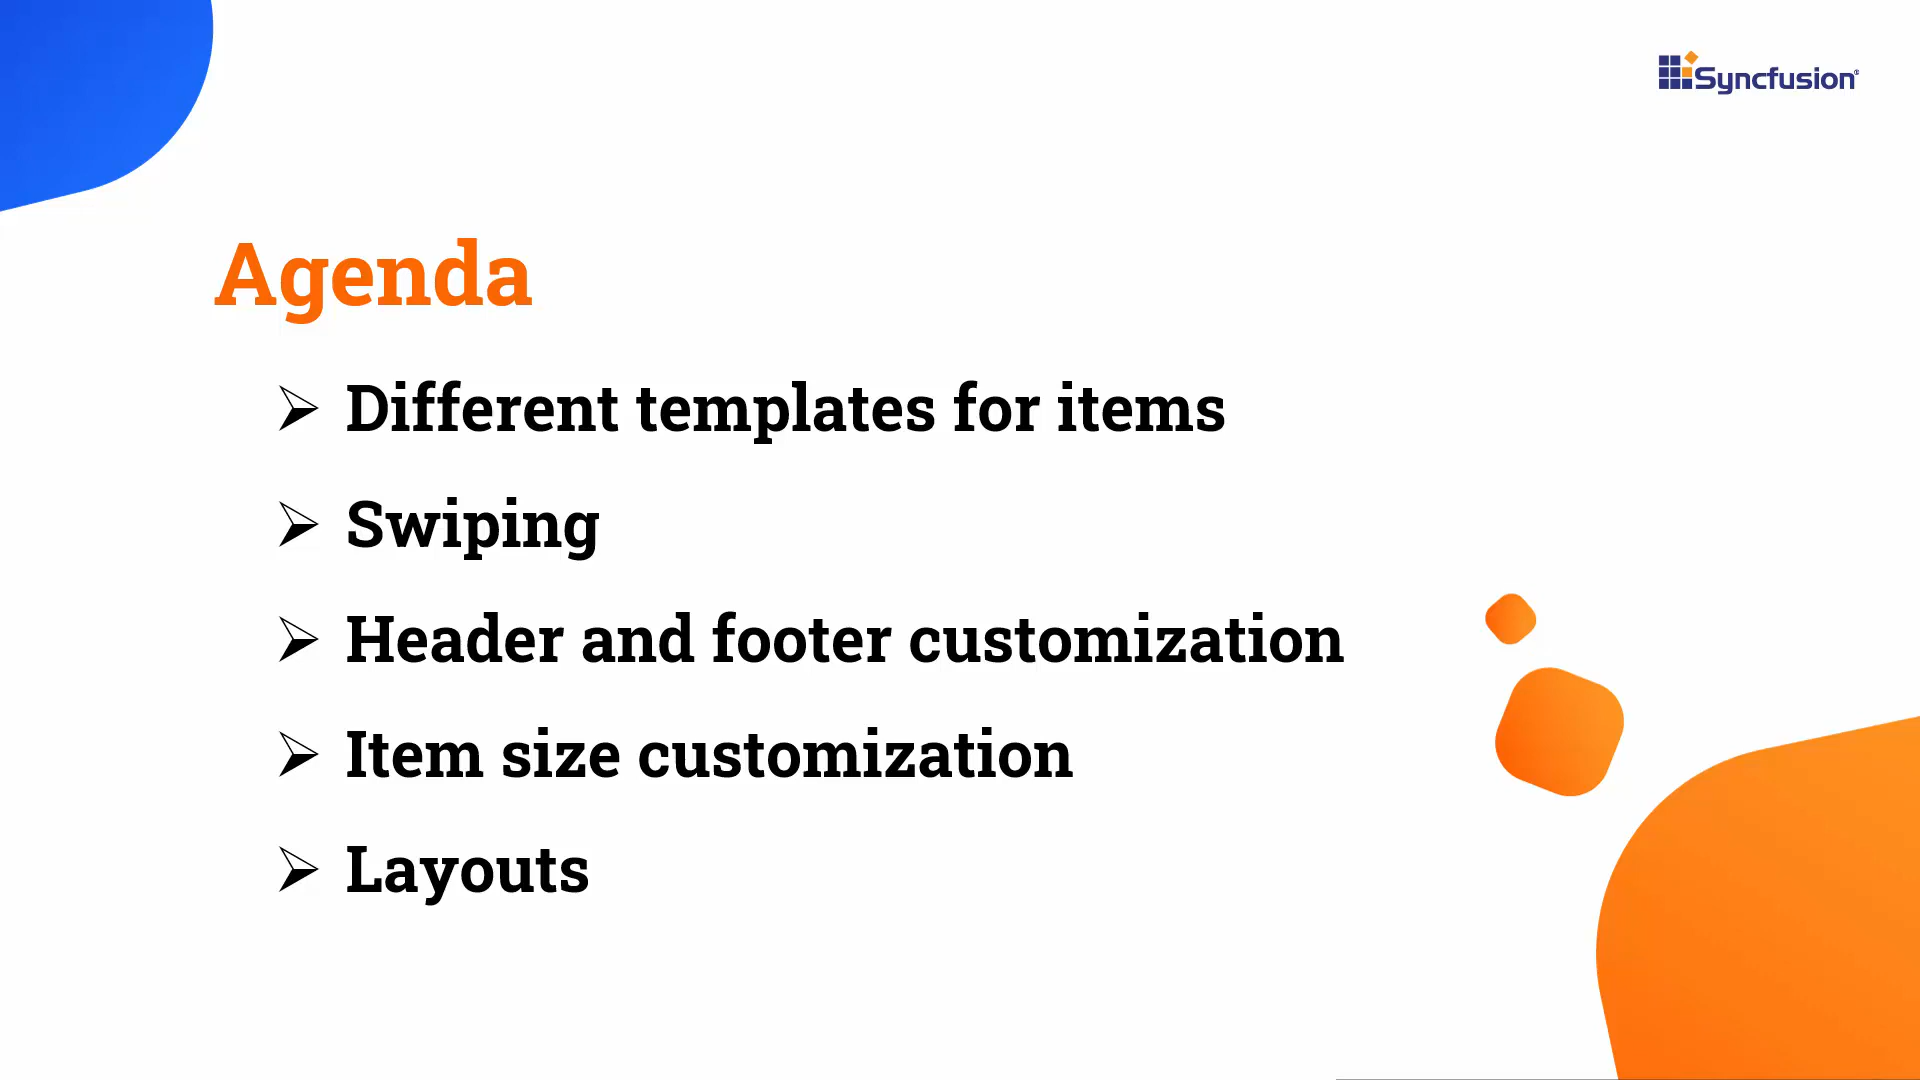 Syncfusion®
Agenda
➢ Different templates for items
➢ Swiping
➢ Header and footer customization
➢ Item size customization
➢ Layouts